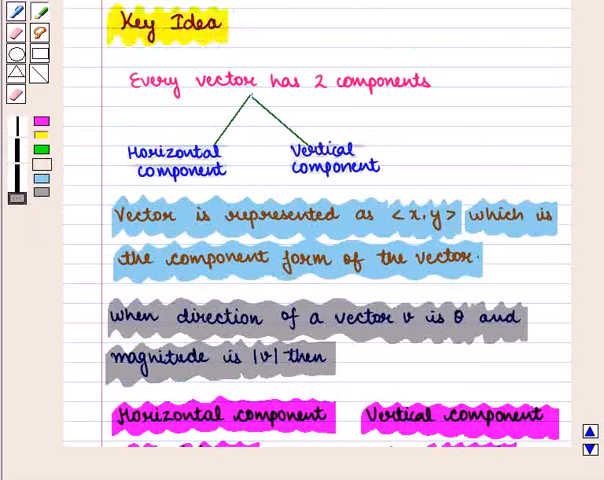 Key Idea
Every vector has 2 components
Horizontal component
Vertical component
Vector is represented as <x,y> which is
the component form of the vector.
When direction of a vector v is θ and
magnitude is |v| then
Horizontal component
Vertical component